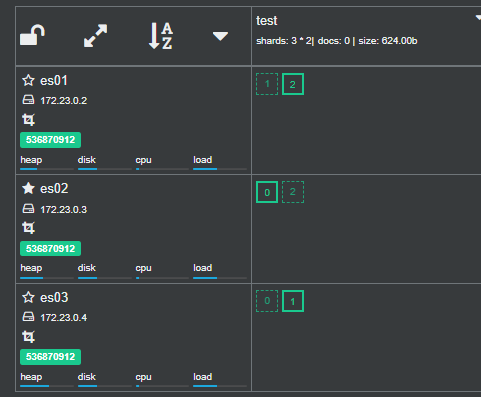 A
Z
test
shards: 3 * 2| docs: 0 | size: 624.00b
es01
172.23.0.2
536870912
heap disk cpu load
1 2
es02
172.23.0.3
536870912
heap disk cpu load
0 2
es03
172.23.0.4
536870912
heap disk cpu load
0 1